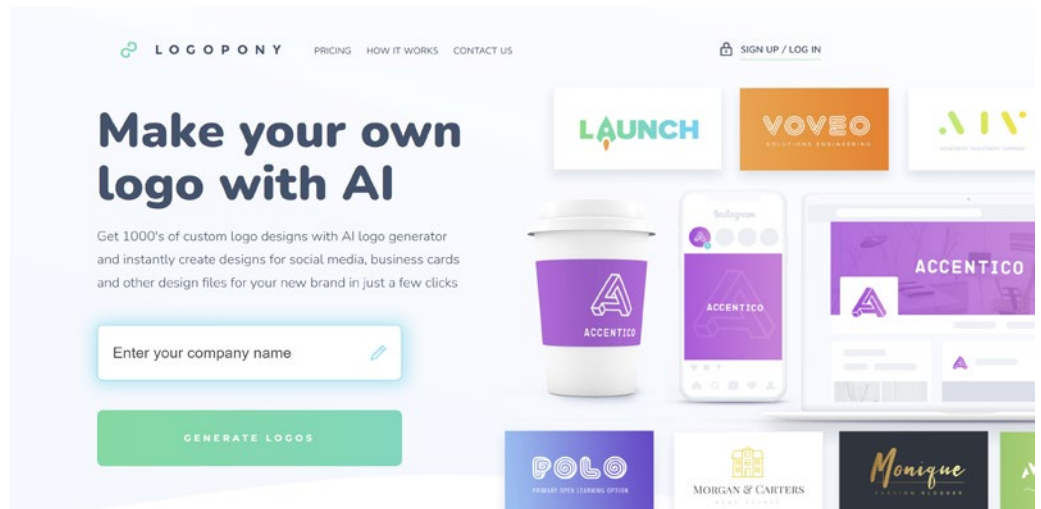 LOGOPONY
PRICING HOW IT WORKS CONTACT US
SIGN UP / LOG IN
Make your own
logo with AI
Get 1000's of custom logo designs with AI logo generator
and instantly create designs for social media, business cards
and other design files for your new brand in just a few clicks
Enter your company name
GENERATE LOGOS
LAUNCH
VOVEO
SOLUTIONS ENGINEERING
AIV
Instagram
ACCENTICO
ACCENTICO
ACCENTICO
POLO
PRIMARY OPEN LEARNING OPTION
MORGAN & CARTERS
Monique
FASHION BLOGGER